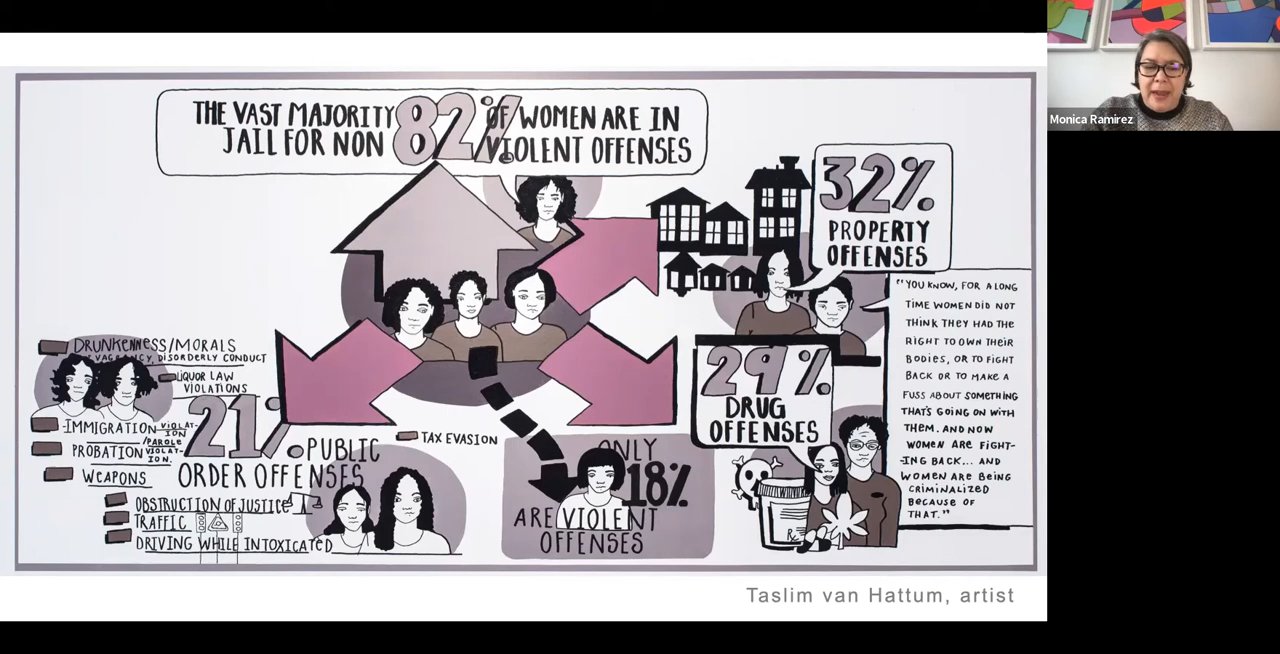 THE VAST MAJORITY 82% OF WOMEN ARE IN
JAIL FOR NON VIOLENT OFFENSES
32%
PROPERTY
OFFENSES
"YOU KNOW, FOR A LONG
TIME WOMEN DID NOT
THINK THEY HAD THE
RIGHT TO OWN THEIR
BODIES, OR TO FIGHT
BACK OR TO MAKE A
FUSS ABOUT SOMETHING
THAT'S GOING ON WITH
THEM. AND NOW
WOMEN ARE FIGHT-
-ING BACK... AND
WOMEN ARE BEING
CRIMINALIZED
BECAUSE OF
THAT."
29%
DRUG
OFFENSES
Rx
DRUNKENNESS/MORALS
VAGRANCY, DISORDERLY CONDUCT
LIQUOR LAW
VIOLATIONS
IMMIGRATION VIOLAT-
ION
PROBATION/PAROLE
VIOLAT-
ION.
WEAPONS
21% PUBLIC
ORDER OFFENSES
TAX EVASION
OBSTRUCTION OF JUSTICE
TRAFFIC
DRIVING WHILE INTOXICATED
ONLY
18%
ARE VIOLENT
OFFENSES
Taslim van Hattum, artist
Monica Ramirez